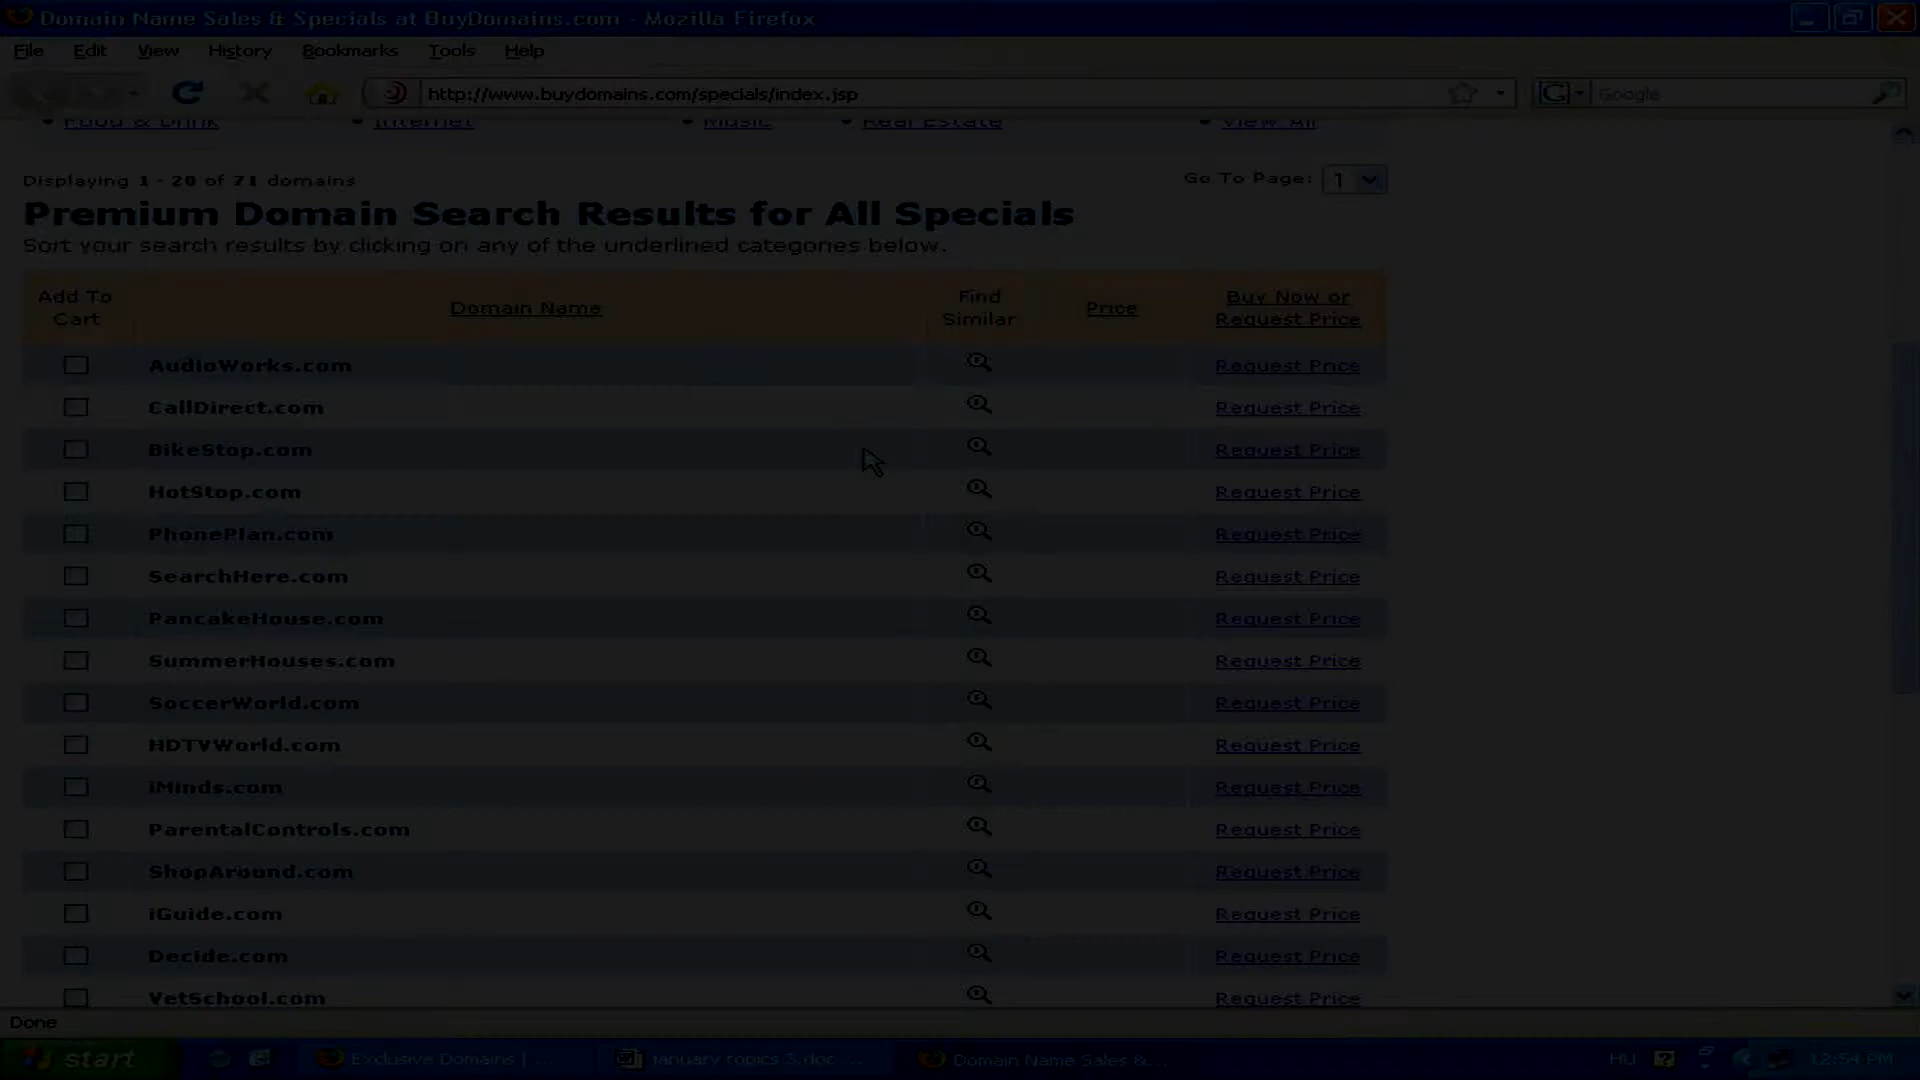 Domain Name Sales & Specials at BuyDomains.com - Mozilla Firefox
File Edit View History Bookmarks Tools Help
http://www.buydomains.com/specials/index.jsp Google
Food & Drink Internet Music Real Estate View All
Displaying 1 - 20 of 71 domains Go To Page: 1
Premium Domain Search Results for All Specials
Sort your search results by clicking on any of the underlined categories below.
Add To Cart Domain Name Find Similar Price Buy Now or Request Price
AudioWorks.com Request Price
CallDirect.com Request Price
BikeStop.com Request Price
HotStop.com Request Price
PhonePlan.com Request Price
SearchHere.com Request Price
PancakeHouse.com Request Price
SummerHouses.com Request Price
SoccerWorld.com Request Price
HDTVWorld.com Request Price
iMinds.com Request Price
ParentalControls.com Request Price
ShopAround.com Request Price
iGuide.com Request Price
Decide.com Request Price
VetSchool.com Request Price
Done
start Exclusive Domains | ... january topics 3.doc ... Domain Name Sales &... HU 12:54 PM